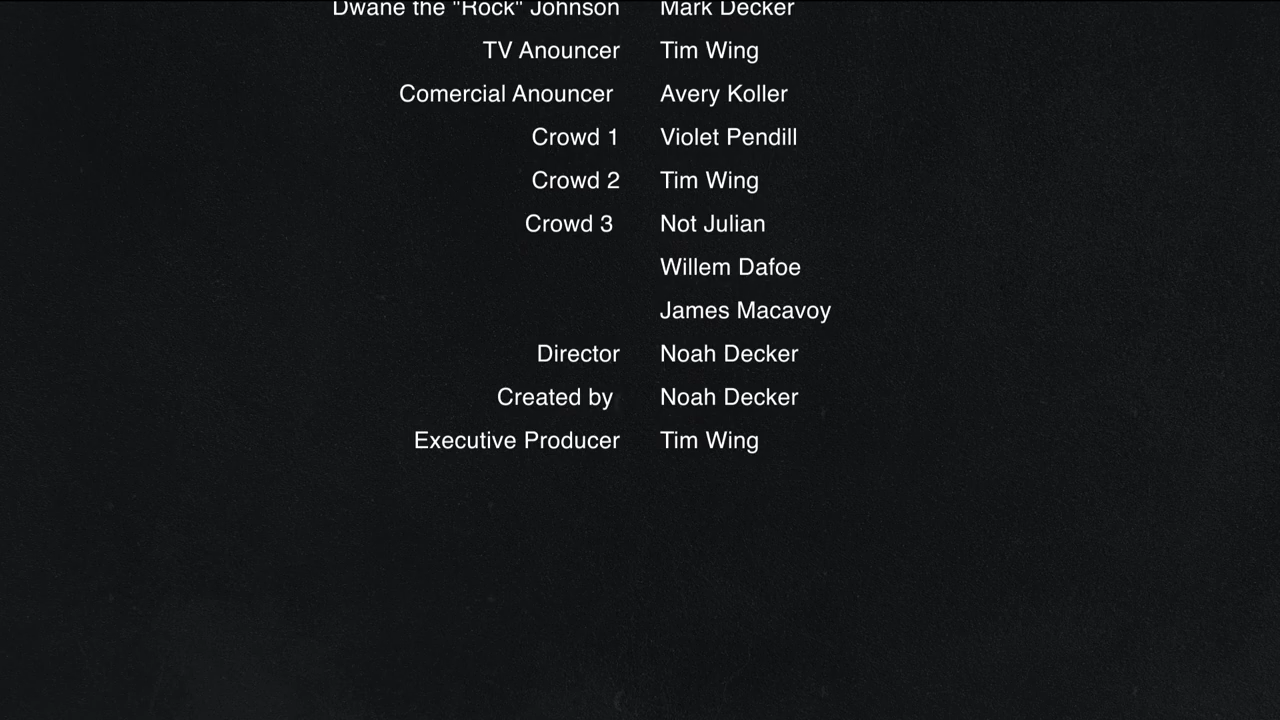 Dwane the "Rock" Johnson Mark Decker
TV Anouncer Tim Wing
Comercial Anouncer Avery Koller
Crowd 1 Violet Pendill
Crowd 2 Tim Wing
Crowd 3 Not Julian
Willem Dafoe
James Macavoy
Director Noah Decker
Created by Noah Decker
Executive Producer Tim Wing